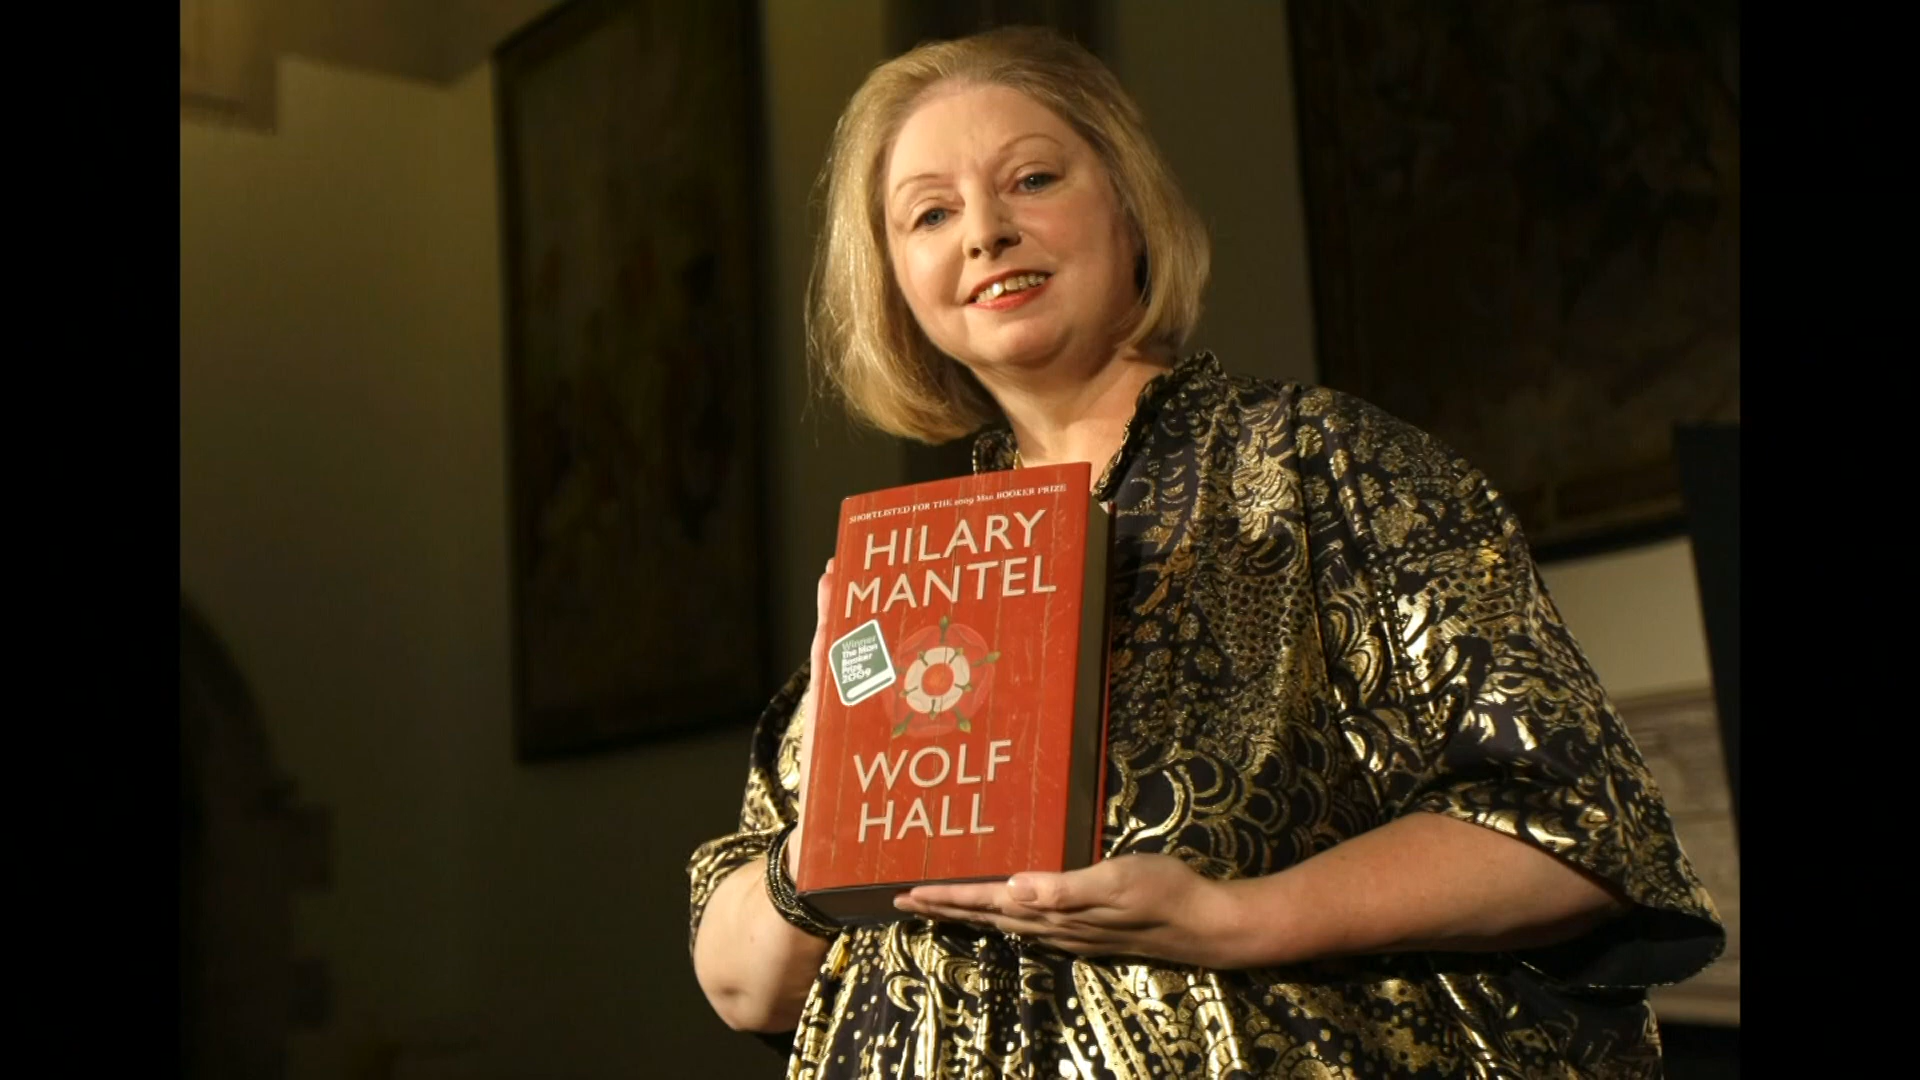 SHORTLISTED FOR THE 2009 Man BOOKER PRIZE
HILARY
MANTEL
Winner
The Man
Booker
Prize
2009
WOLF
HALL